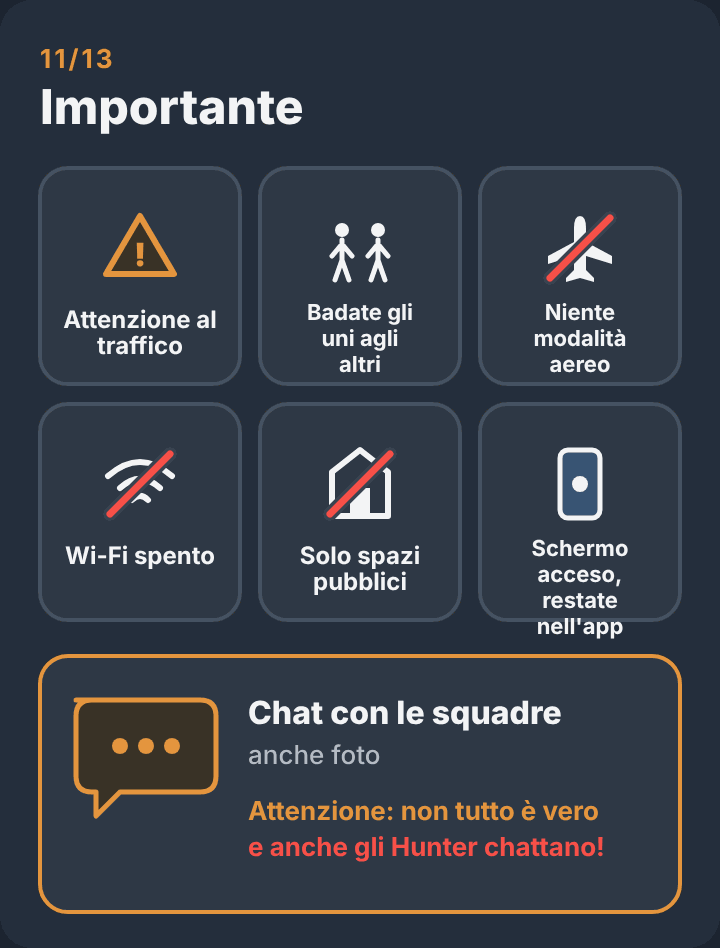 11/13
Importante
!
Attenzione al
traffico
Badate gli
uni agli
altri
Niente
modalità
aereo
Wi-Fi spento
Solo spazi
pubblici
Schermo
acceso,
restate
nell'app
Chat con le squadre
anche foto
Attenzione: non tutto è vero
e anche gli Hunter chattano!